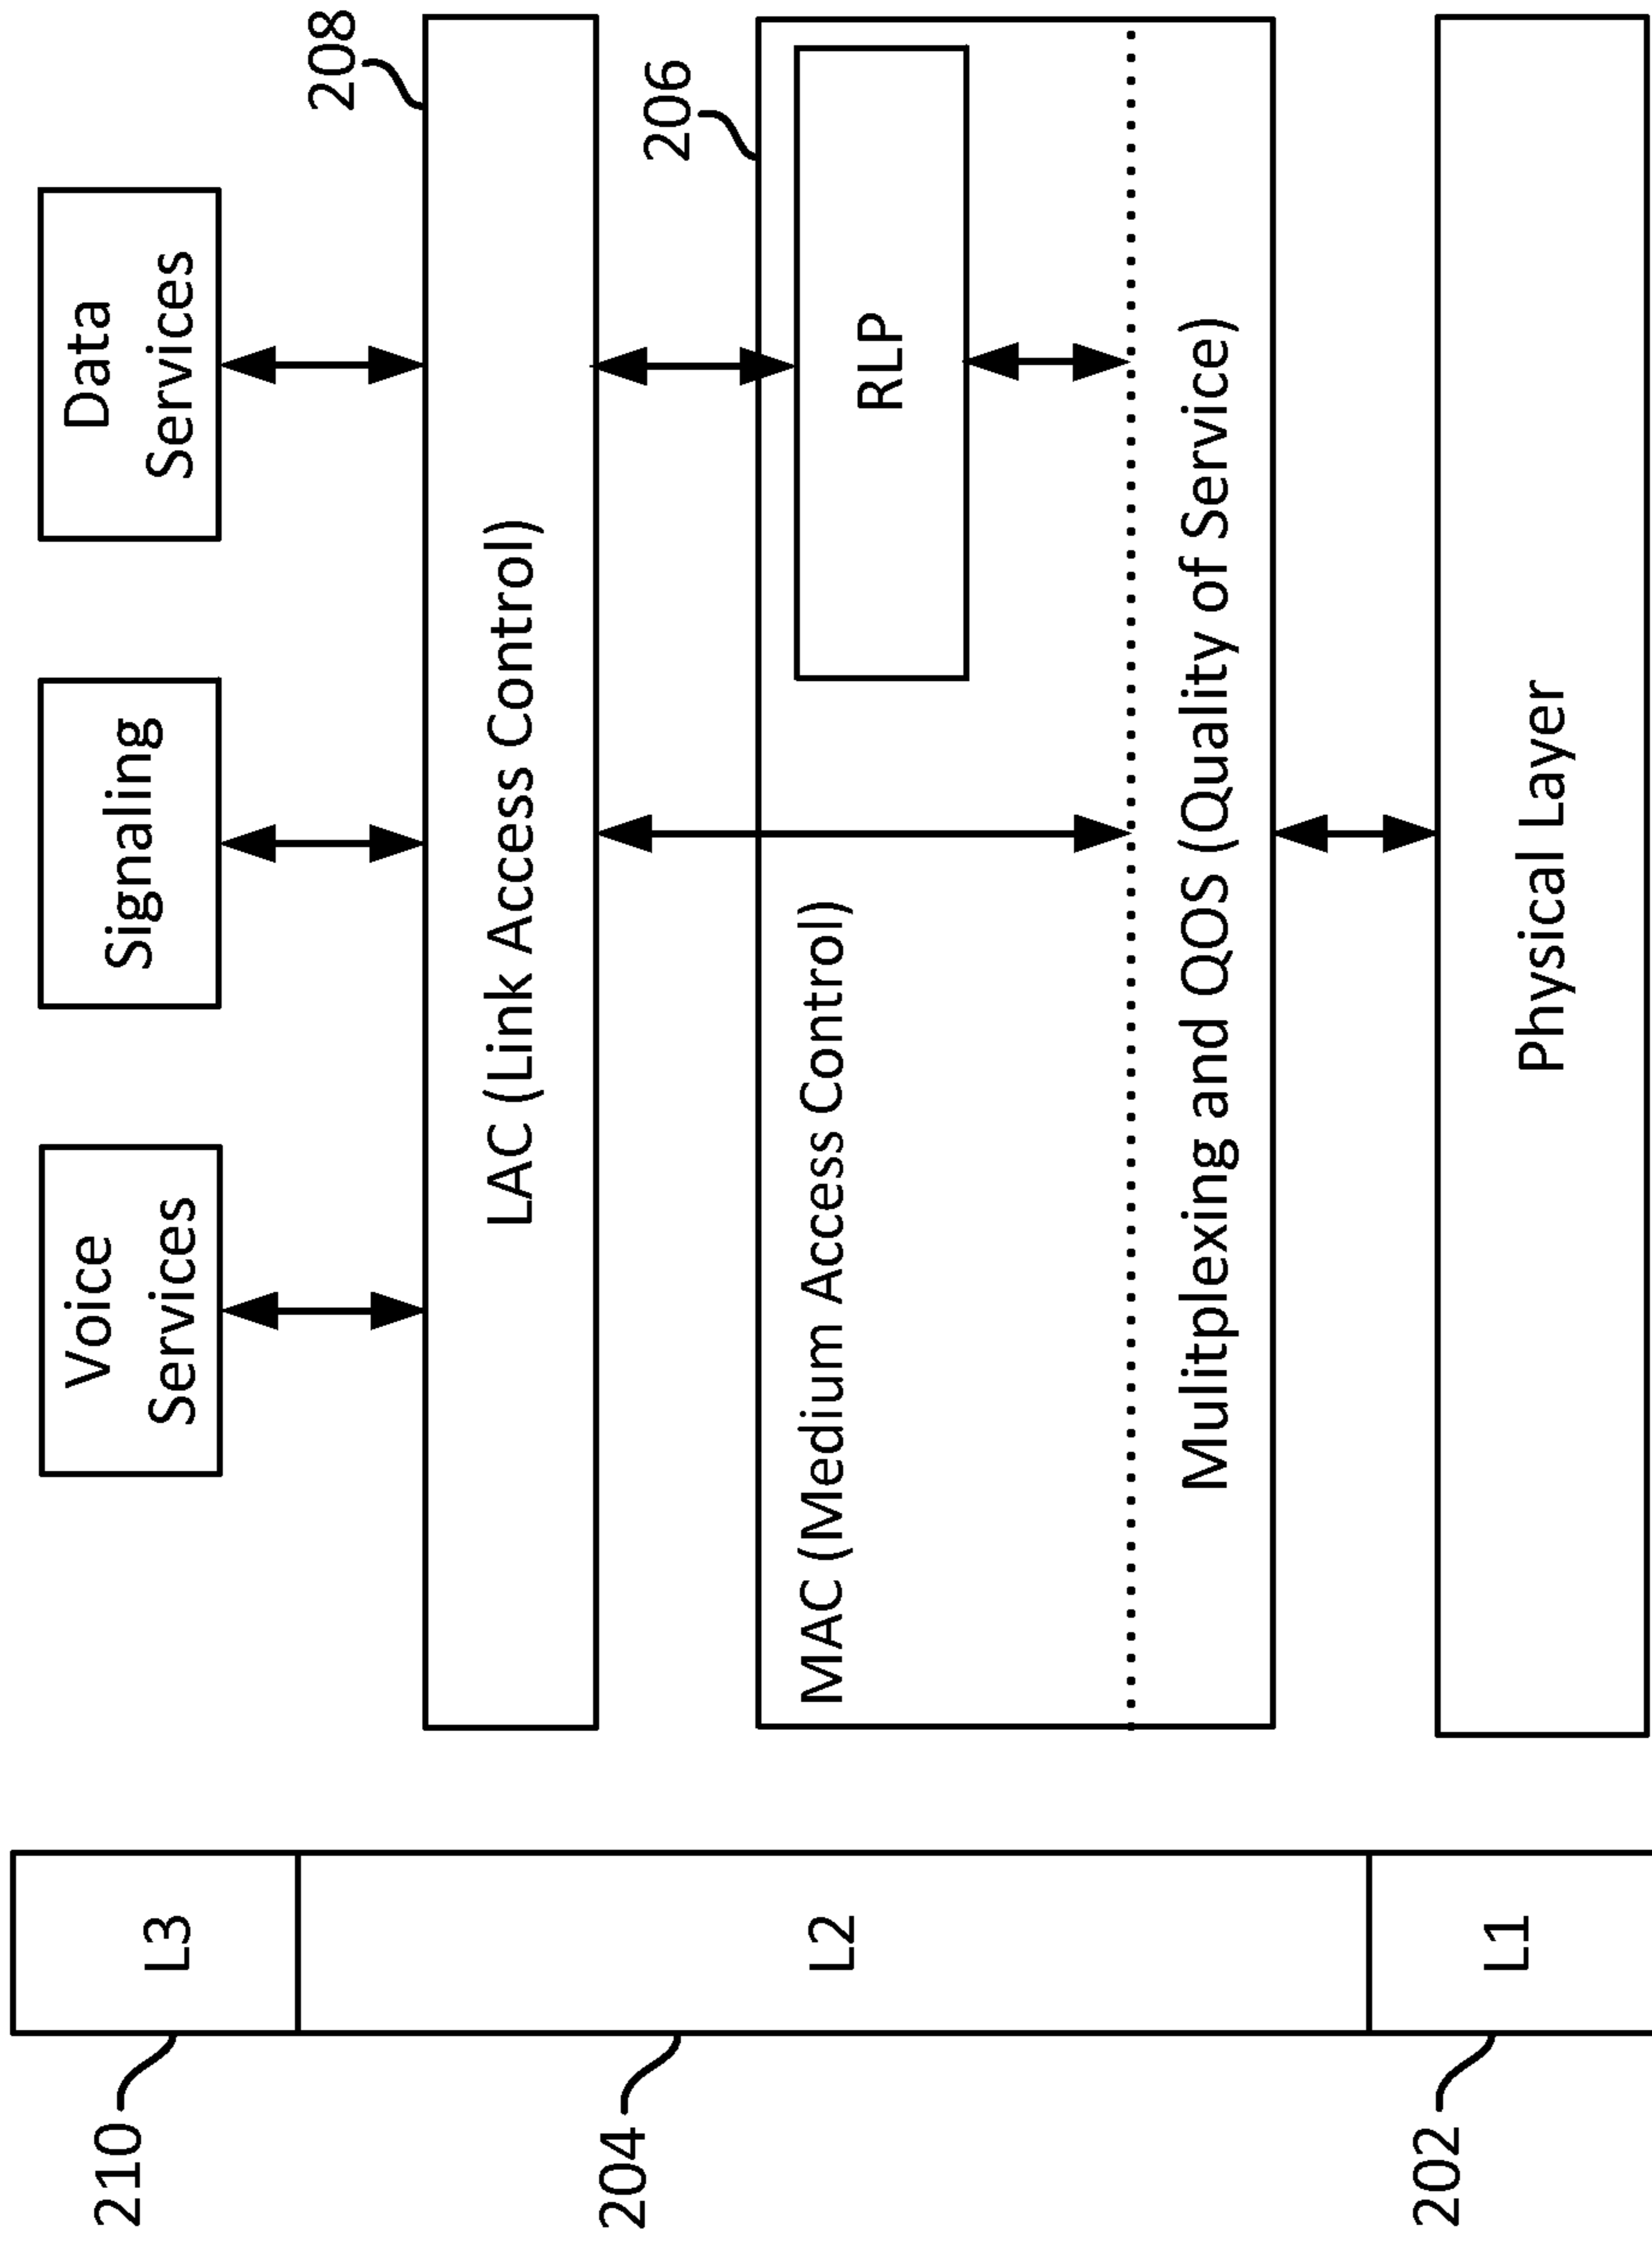 210
L3
Voice
Services
Signaling
Data
Services
208
LAC (Link Access Control)
204
L2
206
MAC (Medium Access Control)
RLP
Mulitplexing and QOS (Quality of Service)
202
L1
Physical Layer